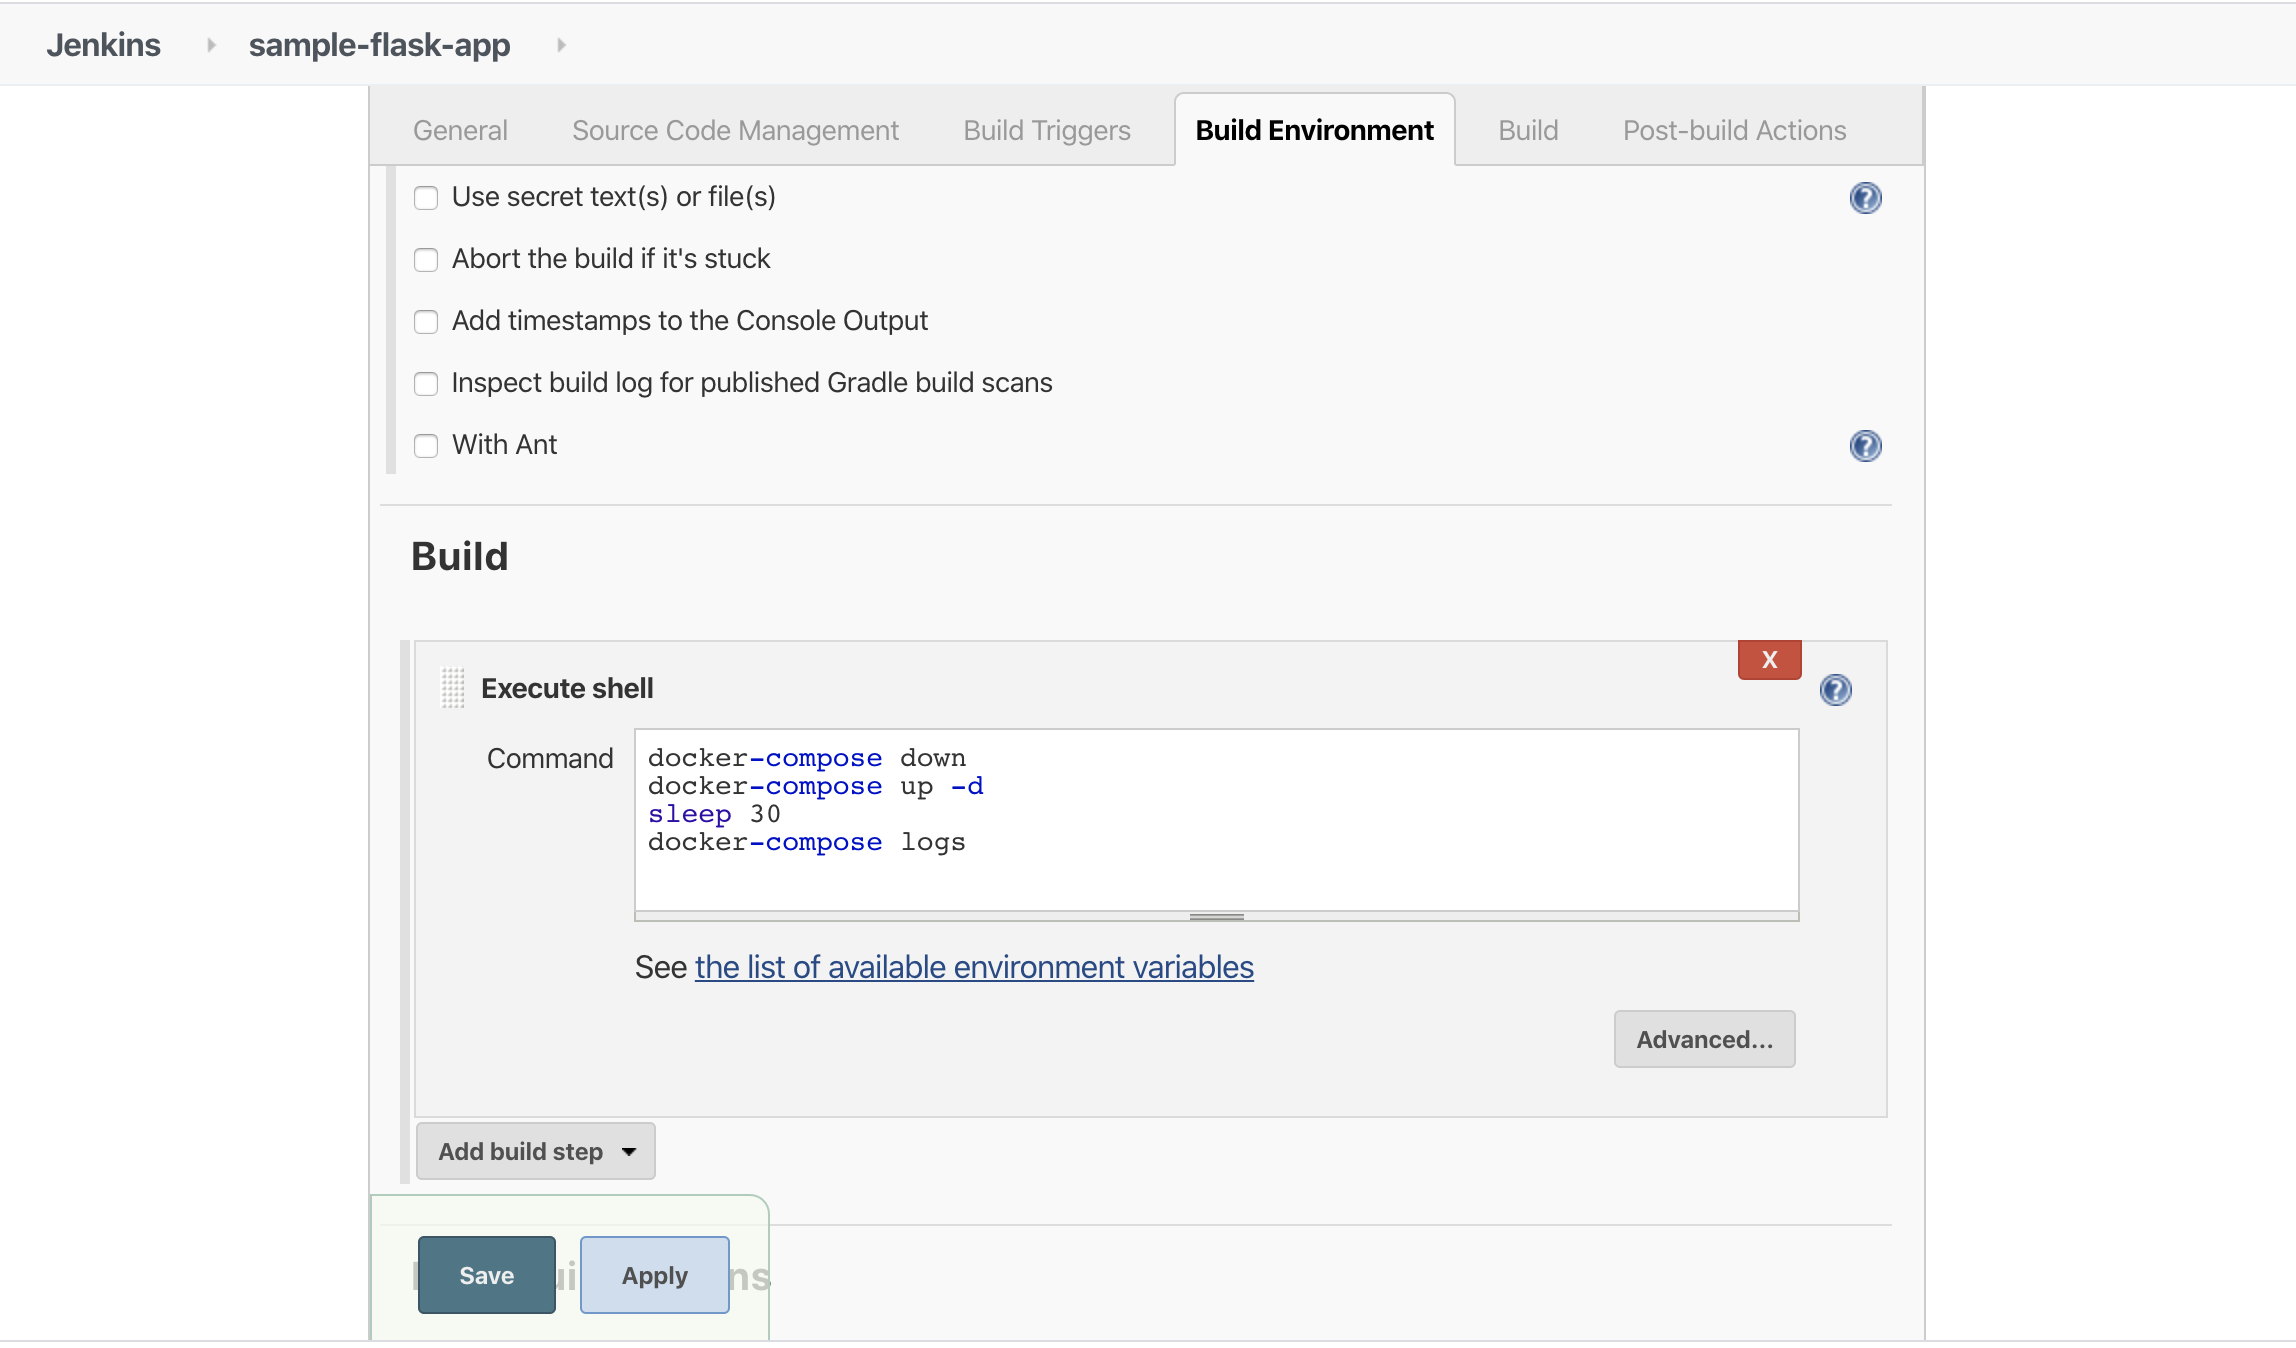 Jenkins sample-flask-app
General Source Code Management Build Triggers Build Environment Build Post-build Actions
Use secret text(s) or file(s)
Abort the build if it's stuck
Add timestamps to the Console Output
Inspect build log for published Gradle build scans
With Ant
Build
X
Execute shell
Command
docker-compose down
docker-compose up -d
sleep 30
docker-compose logs
See the list of available environment variables
Advanced...
Add build step
Save Apply